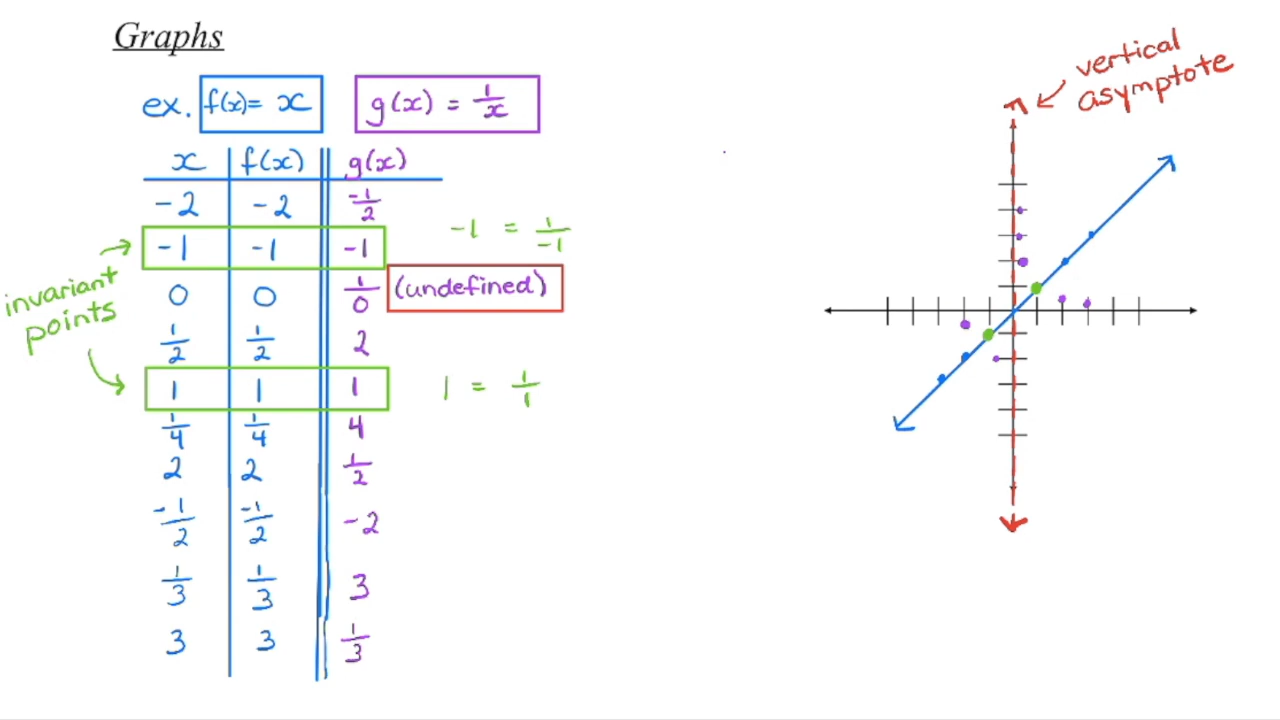 Graphs
ex. f(x)= x g(x) = 1/x
x f(x) g(x)
-2 -2 -1/2
-1 -1 -1 -1 = 1/-1
0 0 1/0 (undefined)
1/2 1/2 2
1 1 1 1 = 1/1
1/4 1/4 4
2 2 1/2
-1/2 -1/2 -2
1/3 1/3 3
3 3 1/3
invariant
points
vertical
asymptote